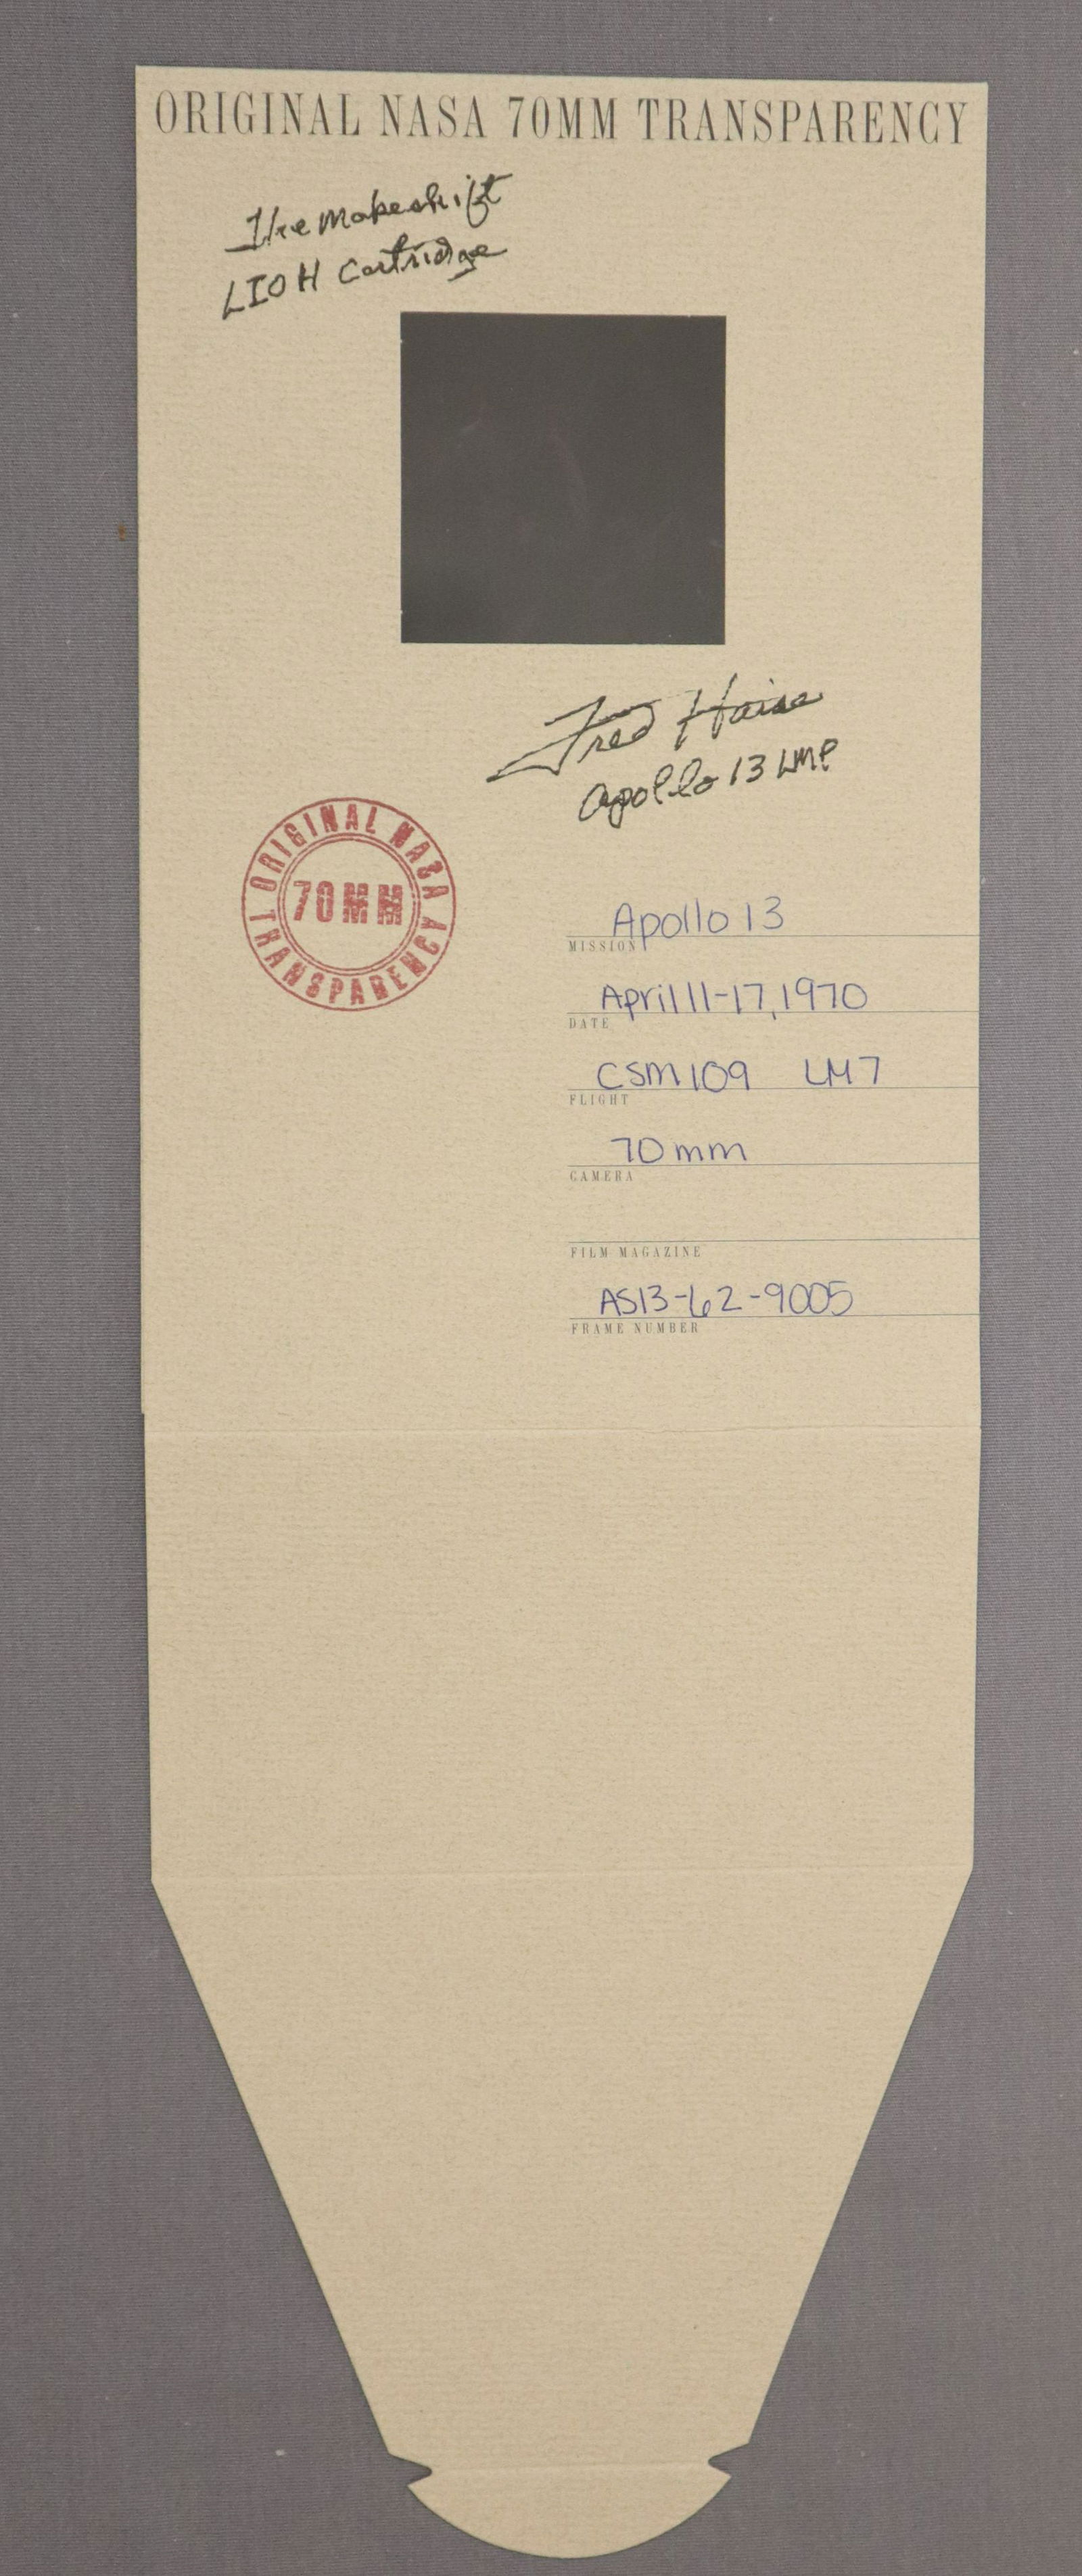 ORIGINAL NASA 70MM TRANSPARENCY
The makeshift
LIOH Cartridge
Fred Haise
Apollo 13 LMP
ORIGINAL NASA
70MM
TRANSPARENCY
Apollo 13
MISSION
April 11-17, 1970
DATE
CSM 109 LM7
FLIGHT
70mm
CAMERA
FILM MAGAZINE
AS13-62-9005
FRAME NUMBER